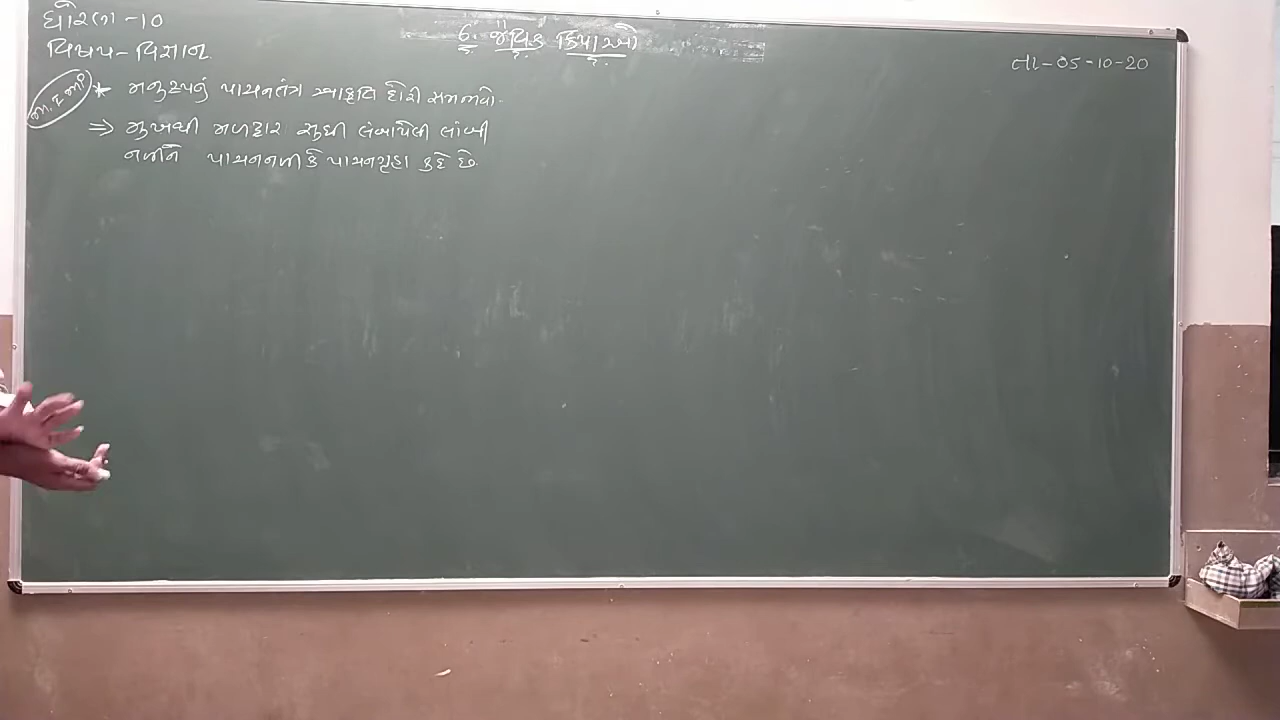 ધોરણ -10
વિષય - વિજ્ઞાન
6. જૈવિક ક્રિયાઓ
તા - 05-10-20
* મનુષ્યનું પાચનતંત્ર આકૃતિ દોરી સમજાવો.
⇒ મુખથી મળદ્વાર સુધી લંબાયેલી લાંબી
નળીને પાચનનળી કે પાચનગુહા કહે છે.